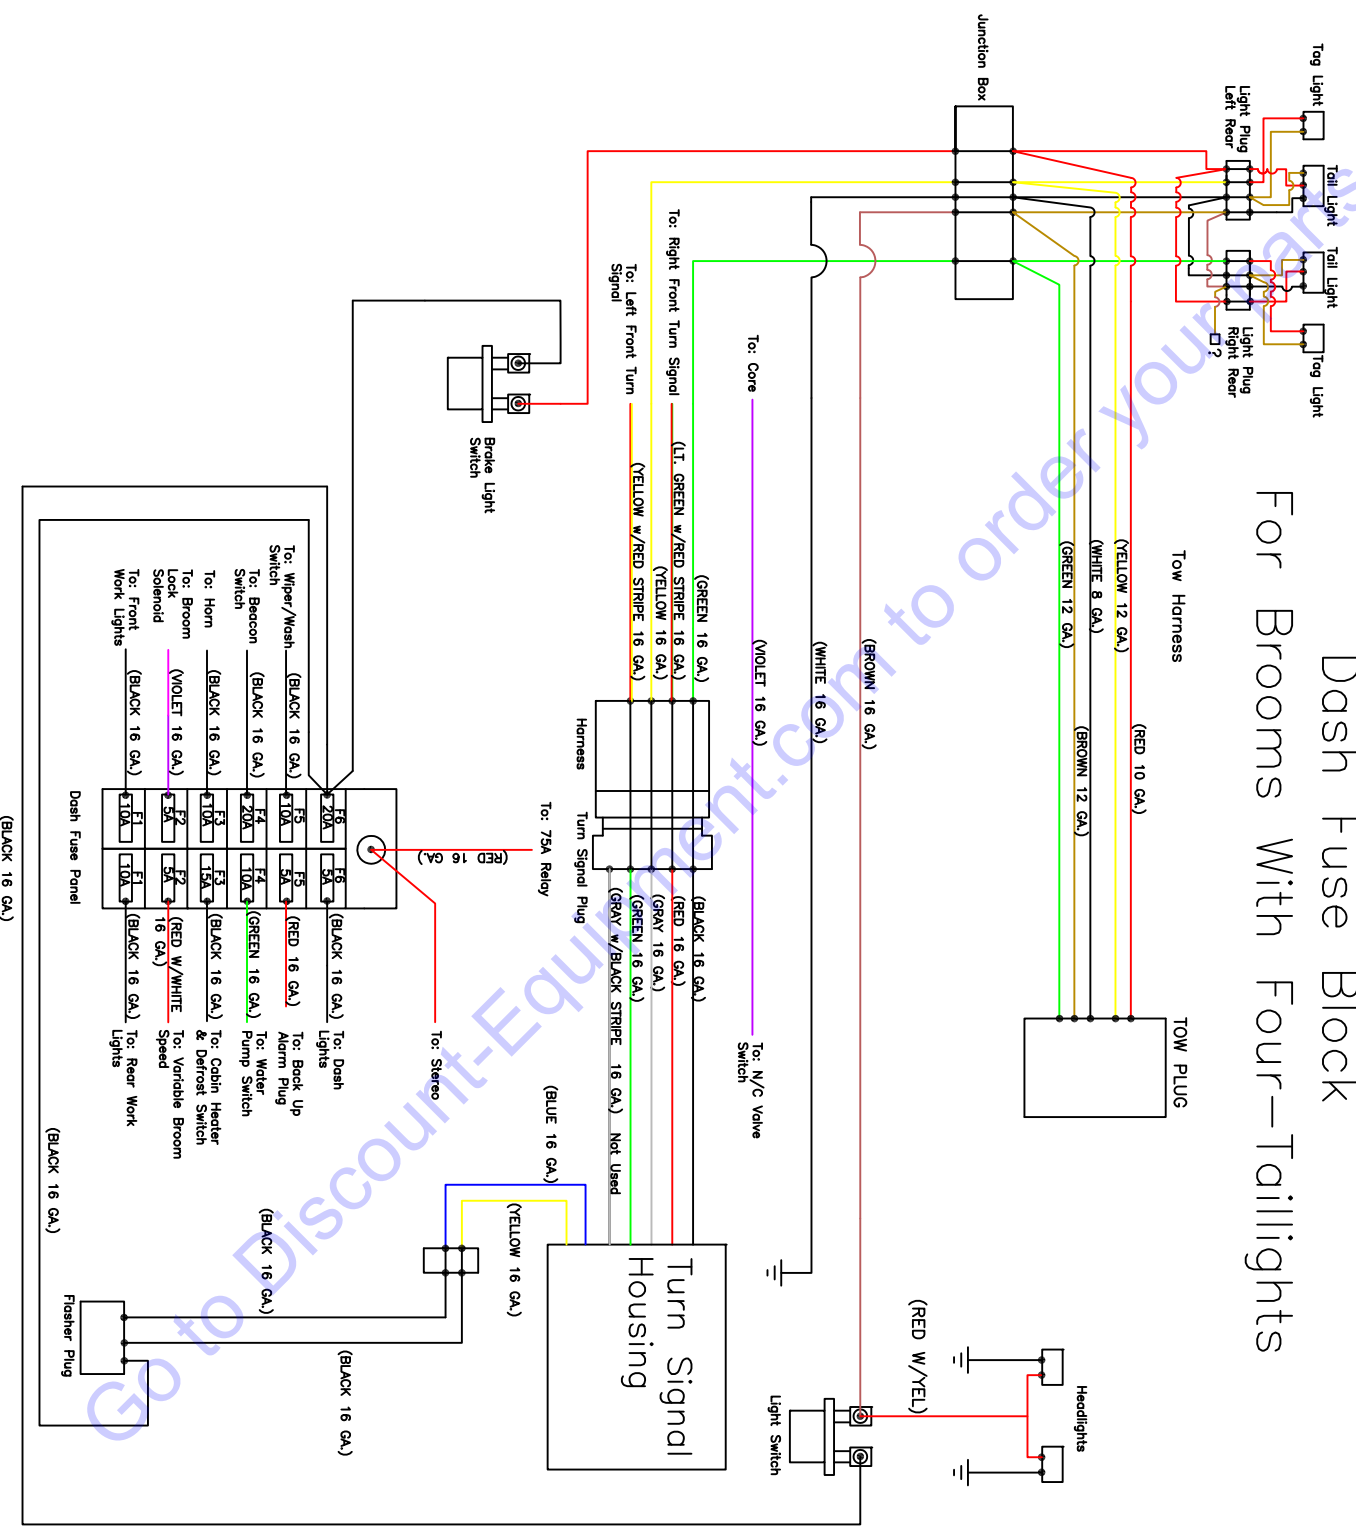 Dash Fuse Block
For Brooms With Four-Taillights
Tag Light
Tail Light
Tail Light
Tag Light
Light Plug
Left Rear
Light Plug
Right Rear
?
Junction Box
Tow Harness
(RED 10 GA.)
(YELLOW 12 GA.)
(WHITE 8 GA.)
(BROWN 12 GA.)
(GREEN 12 GA.)
TOW PLUG
Headlights
(RED W/YEL)
Light Switch
(BROWN 16 GA.)
(WHITE 16 GA.)
To: Core
(VIOLET 16 GA.)
To: N/C Valve
Switch
To: Right Front Turn Signal
To: Left Front Turn
Signal
(GREEN 16 GA.)
(LT. GREEN w/RED STRIPE 16 GA.)
(YELLOW 16 GA.)
(YELLOW w/RED STRIPE 16 GA.)
Harness
Turn Signal Plug
(BLACK 16 GA.)
(RED 16 GA.)
(GRAY 16 GA.)
(GREEN 16 GA.)
(GRAY w/BLACK STRIPE 16 GA.) Not Used
Turn Signal
Housing
(BLUE 16 GA.)
(YELLOW 16 GA.)
Brake Light
Switch
To: 75A Relay
(RED 16 GA.)
To: Stereo
To: Wiper/Wash
Switch
(BLACK 16 GA.)
To: Beacon
Switch
(BLACK 16 GA.)
To: Horn
(BLACK 16 GA.)
To: Broom
Lock
Solenoid
(VIOLET 16 GA.)
To: Front
Work Lights
(BLACK 16 GA.)
F6
20A
F5
10A
F4
20A
F3
10A
F2
5A
F1
10A
F6
5A
F5
5A
F4
10A
F3
15A
F2
5A
F1
10A
Dash Fuse Panel
(BLACK 16 GA.)
To: Dash
Lights
(RED 16 GA.)
To: Back Up
Alarm Plug
(GREEN 16 GA.)
To: Water
Pump Switch
(BLACK 16 GA.)
To: Cabin Heater
& Defrost Switch
(RED W/WHITE
16 GA.)
To: Variable Broom
Speed
(BLACK 16 GA.)
To: Rear Work
Lights
(BLACK 16 GA.)
(BLACK 16 GA.)
(BLACK 16 GA.)
(BLACK 16 GA.)
Flasher Plug
Go to Discount-Equipment.com to order your parts